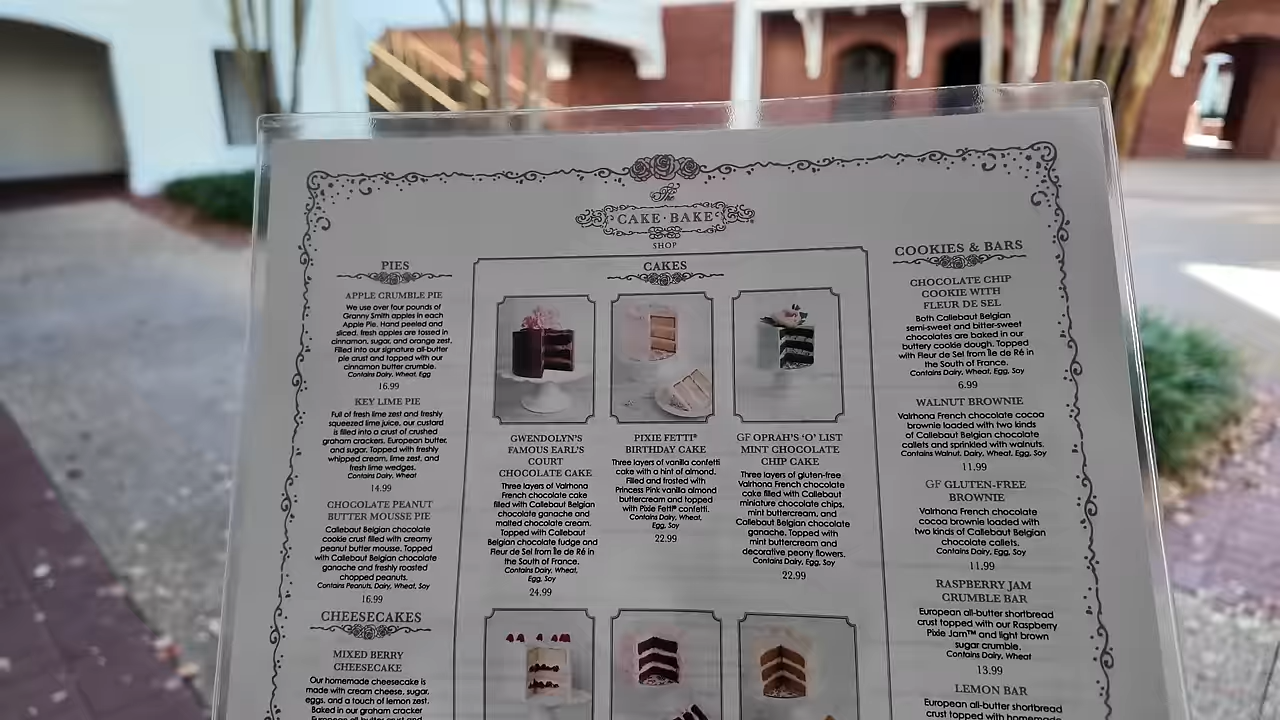 The
CAKE·BAKE
SHOP
PIES
APPLE CRUMBLE PIE
We use over four pounds of
Granny Smith apples in each
Apple Pie. Hand peeled and
sliced, fresh apples are tossed in
cinnamon, sugar, and orange zest.
Filled into our signature all-butter
pie crust and topped with our
cinnamon butter crumble.
Contains Dairy, Wheat, Egg
16.99
KEY LIME PIE
Full of fresh lime zest and freshly
squeezed lime juice, our custard
is filled into a crust of crushed
graham crackers, European butter,
and sugar. Topped with freshly
whipped cream, lime zest, and
fresh lime wedges.
Contains Dairy, Wheat
14.99
CHOCOLATE PEANUT
BUTTER MOUSSE PIE
Callebaut Belgian chocolate
cookie crust filled with creamy
peanut butter mousse. Topped
with Callebaut Belgian chocolate
ganache and freshly roasted
chopped peanuts.
Contains Peanuts, Dairy, Wheat, Soy
16.99
CHEESECAKES
MIXED BERRY
CHEESECAKE
Our homemade cheesecake is
made with cream cheese, sugar,
eggs, and a touch of lemon zest.
Baked in our graham cracker
European all-butter crust and
CAKES
GWENDOLYN'S
FAMOUS EARL'S
COURT
CHOCOLATE CAKE
Three layers of Valrhona
French chocolate cake
filled with Callebaut Belgian
chocolate ganache and
malted chocolate cream.
Topped with Callebaut
Belgian chocolate fudge and
Fleur de Sel from Île de Ré in
the South of France.
Contains Dairy, Wheat,
Egg, Soy
24.99
PIXIE FETTI®
BIRTHDAY CAKE
Three layers of vanilla confetti
cake with a hint of almond.
Filled and frosted with
Princess Pink vanilla almond
buttercream and topped
with Pixie Fetti® confetti.
Contains Dairy, Wheat,
Egg, Soy
22.99
GF OPRAH'S 'O' LIST
MINT CHOCOLATE
CHIP CAKE
Three layers of gluten-free
Valrhona French chocolate
cake filled with Callebaut
miniature chocolate chips,
mint buttercream, and
Callebaut Belgian chocolate
ganache. Topped with
mint buttercream and
decorative peony flowers.
Contains Dairy, Egg, Soy
22.99
COOKIES & BARS
CHOCOLATE CHIP
COOKIE WITH
FLEUR DE SEL
Both Callebaut Belgian
semi-sweet and bitter-sweet
chocolates are baked in our
buttery cookie dough. Topped
with Fleur de Sel from Île de Ré in
the South of France.
Contains Dairy, Wheat, Egg, Soy
6.99
WALNUT BROWNIE
Valrhona French chocolate cocoa
brownie loaded with two kinds
of Callebaut Belgian chocolate
callets and sprinkled with walnuts.
Contains Walnut, Dairy, Wheat, Egg, Soy
11.99
GF GLUTEN-FREE
BROWNIE
Valrhona French chocolate
cocoa brownie loaded with
two kinds of Callebaut Belgian
chocolate callets.
Contains Dairy, Egg, Soy
11.99
RASPBERRY JAM
CRUMBLE BAR
European all-butter shortbread
crust topped with our Raspberry
Pixie Jam™ and light brown
sugar crumble.
Contains Dairy, Wheat
13.99
LEMON BAR
European all-butter shortbread
crust topped with homemade